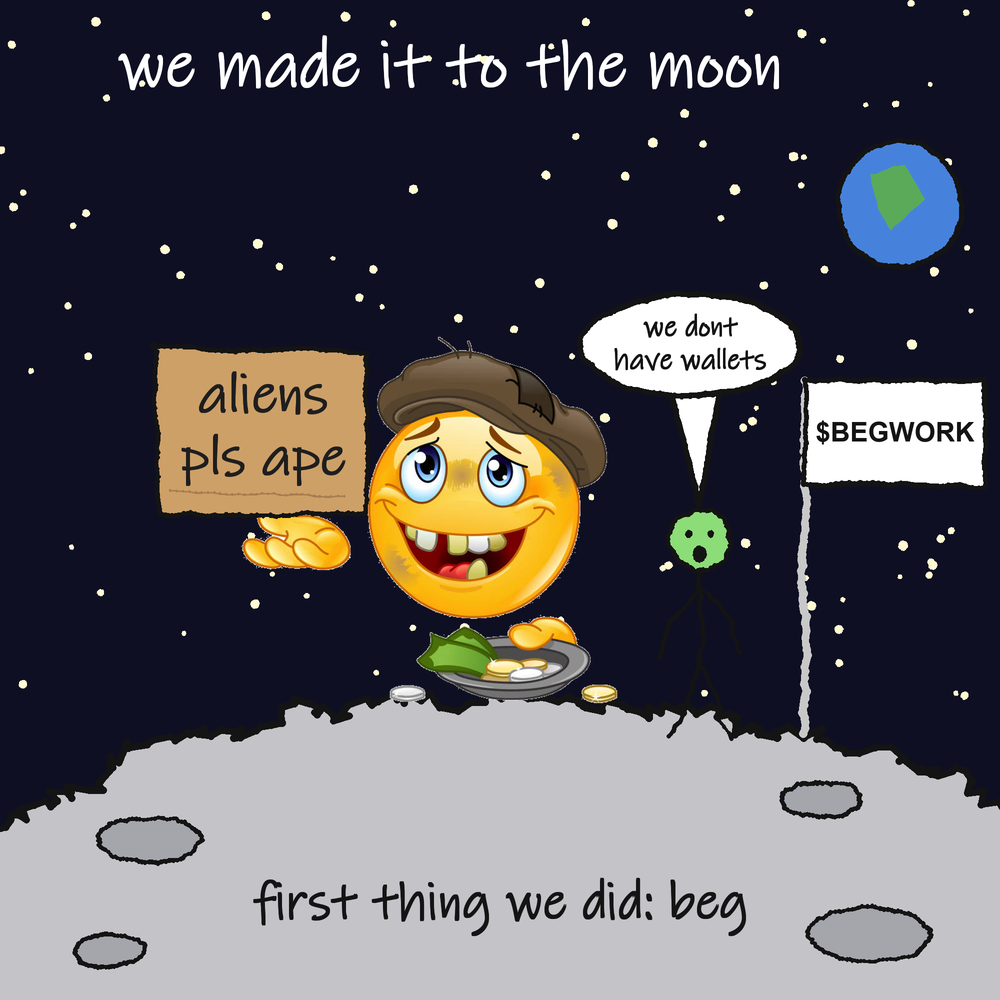 we made it to the moon
we dont
have wallets
aliens
pls ape
$BEGWORK
first thing we did: beg